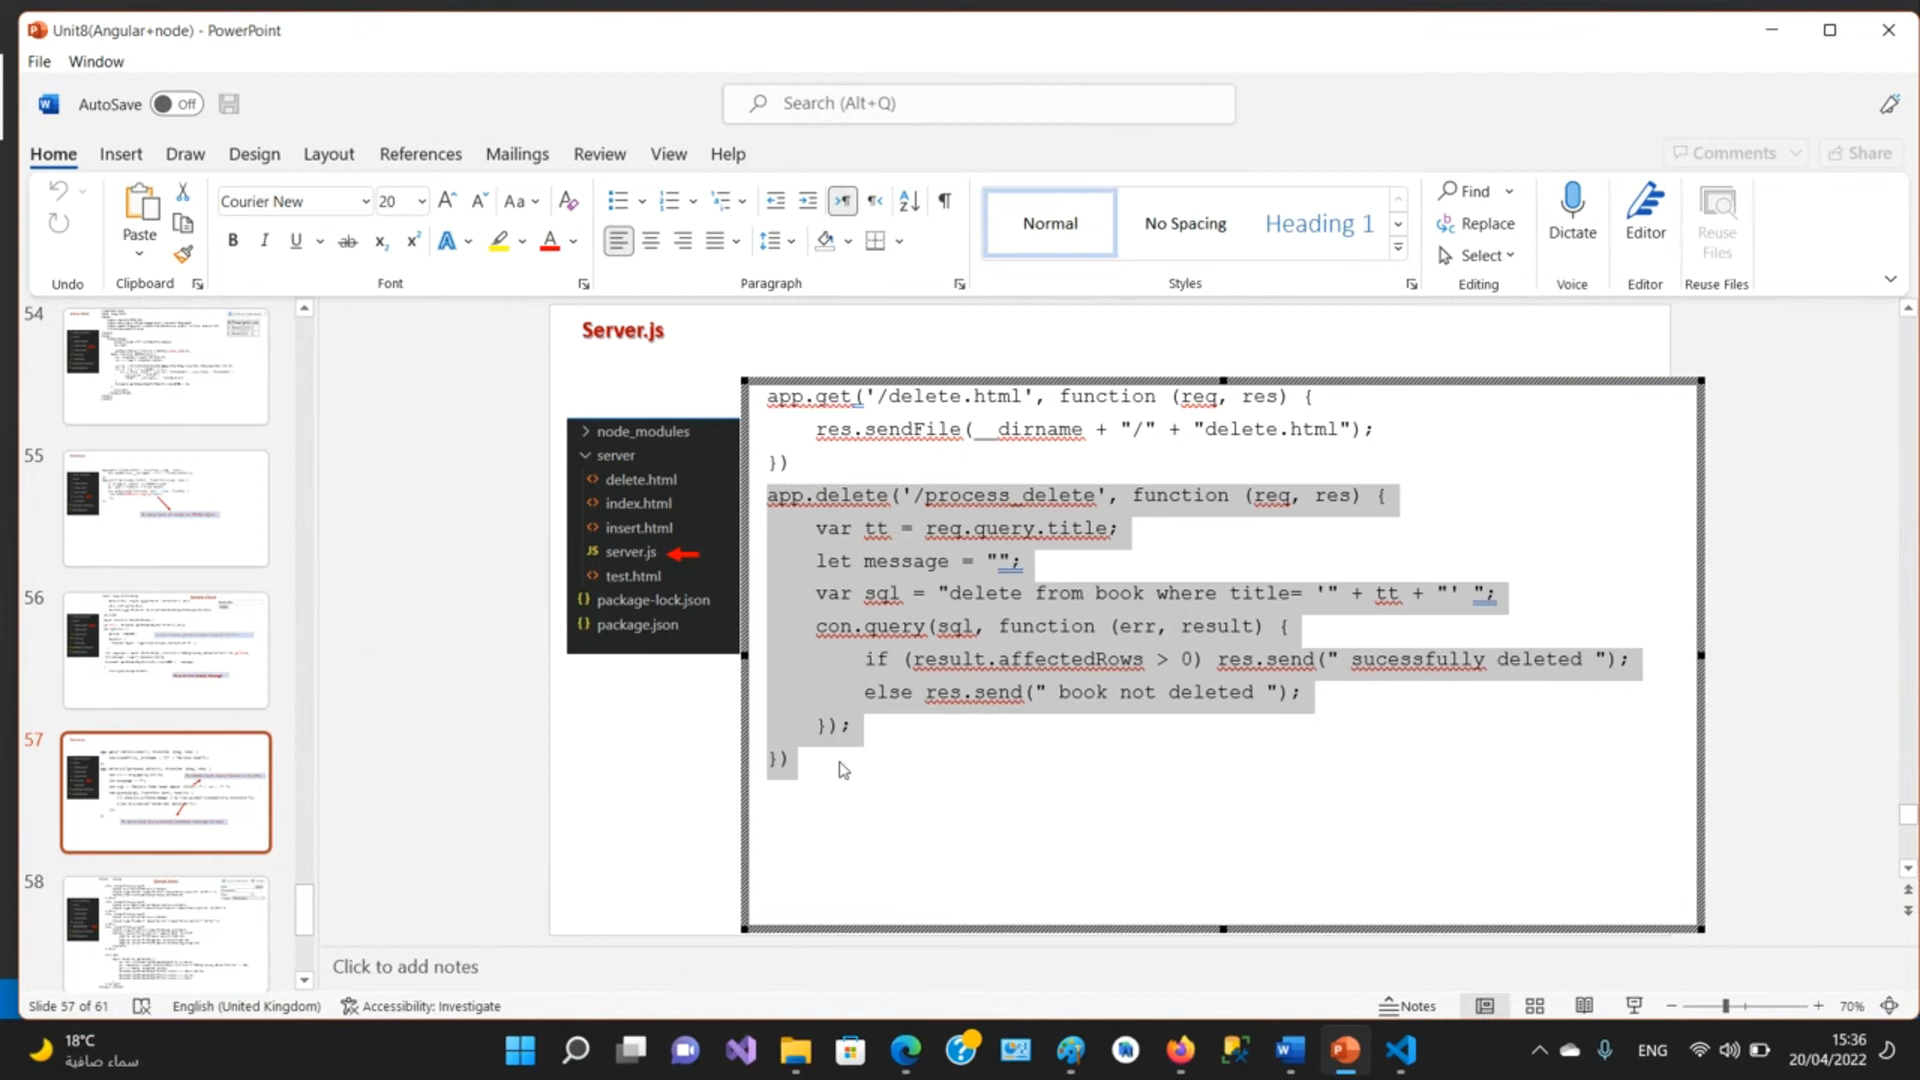 Unit8(Angular+node) - PowerPoint
File Window
AutoSave Off
Search (Alt+Q)
Home Insert Draw Design Layout References Mailings Review View Help
Comments Share
Paste
Courier New 20
Normal
No Spacing
Heading 1
Find
Replace
Select
Dictate
Editor
Reuse Files
Undo Clipboard Font Paragraph Styles Editing Voice Editor Reuse Files
54
55
56
57
58
Server.js
node_modules
server
delete.html
index.html
insert.html
JS server.js
test.html
{} package-lock.json
{} package.json
app.get('/delete.html', function (req, res) {
res.sendFile(__dirname + "/" + "delete.html");
})
app.delete('/process_delete', function (req, res) {
var tt = req.query.title;
let message = "";
var sql = "delete from book where title= '" + tt + "' ";
con.query(sql, function (err, result) {
if (result.affectedRows > 0) res.send(" sucessfully deleted ");
else res.send(" book not deleted ");
});
})
Click to add notes
Slide 57 of 61 English (United Kingdom) Accessibility: Investigate Notes 70%
18°C
سماء صافية
ENG
15:36
20/04/2022